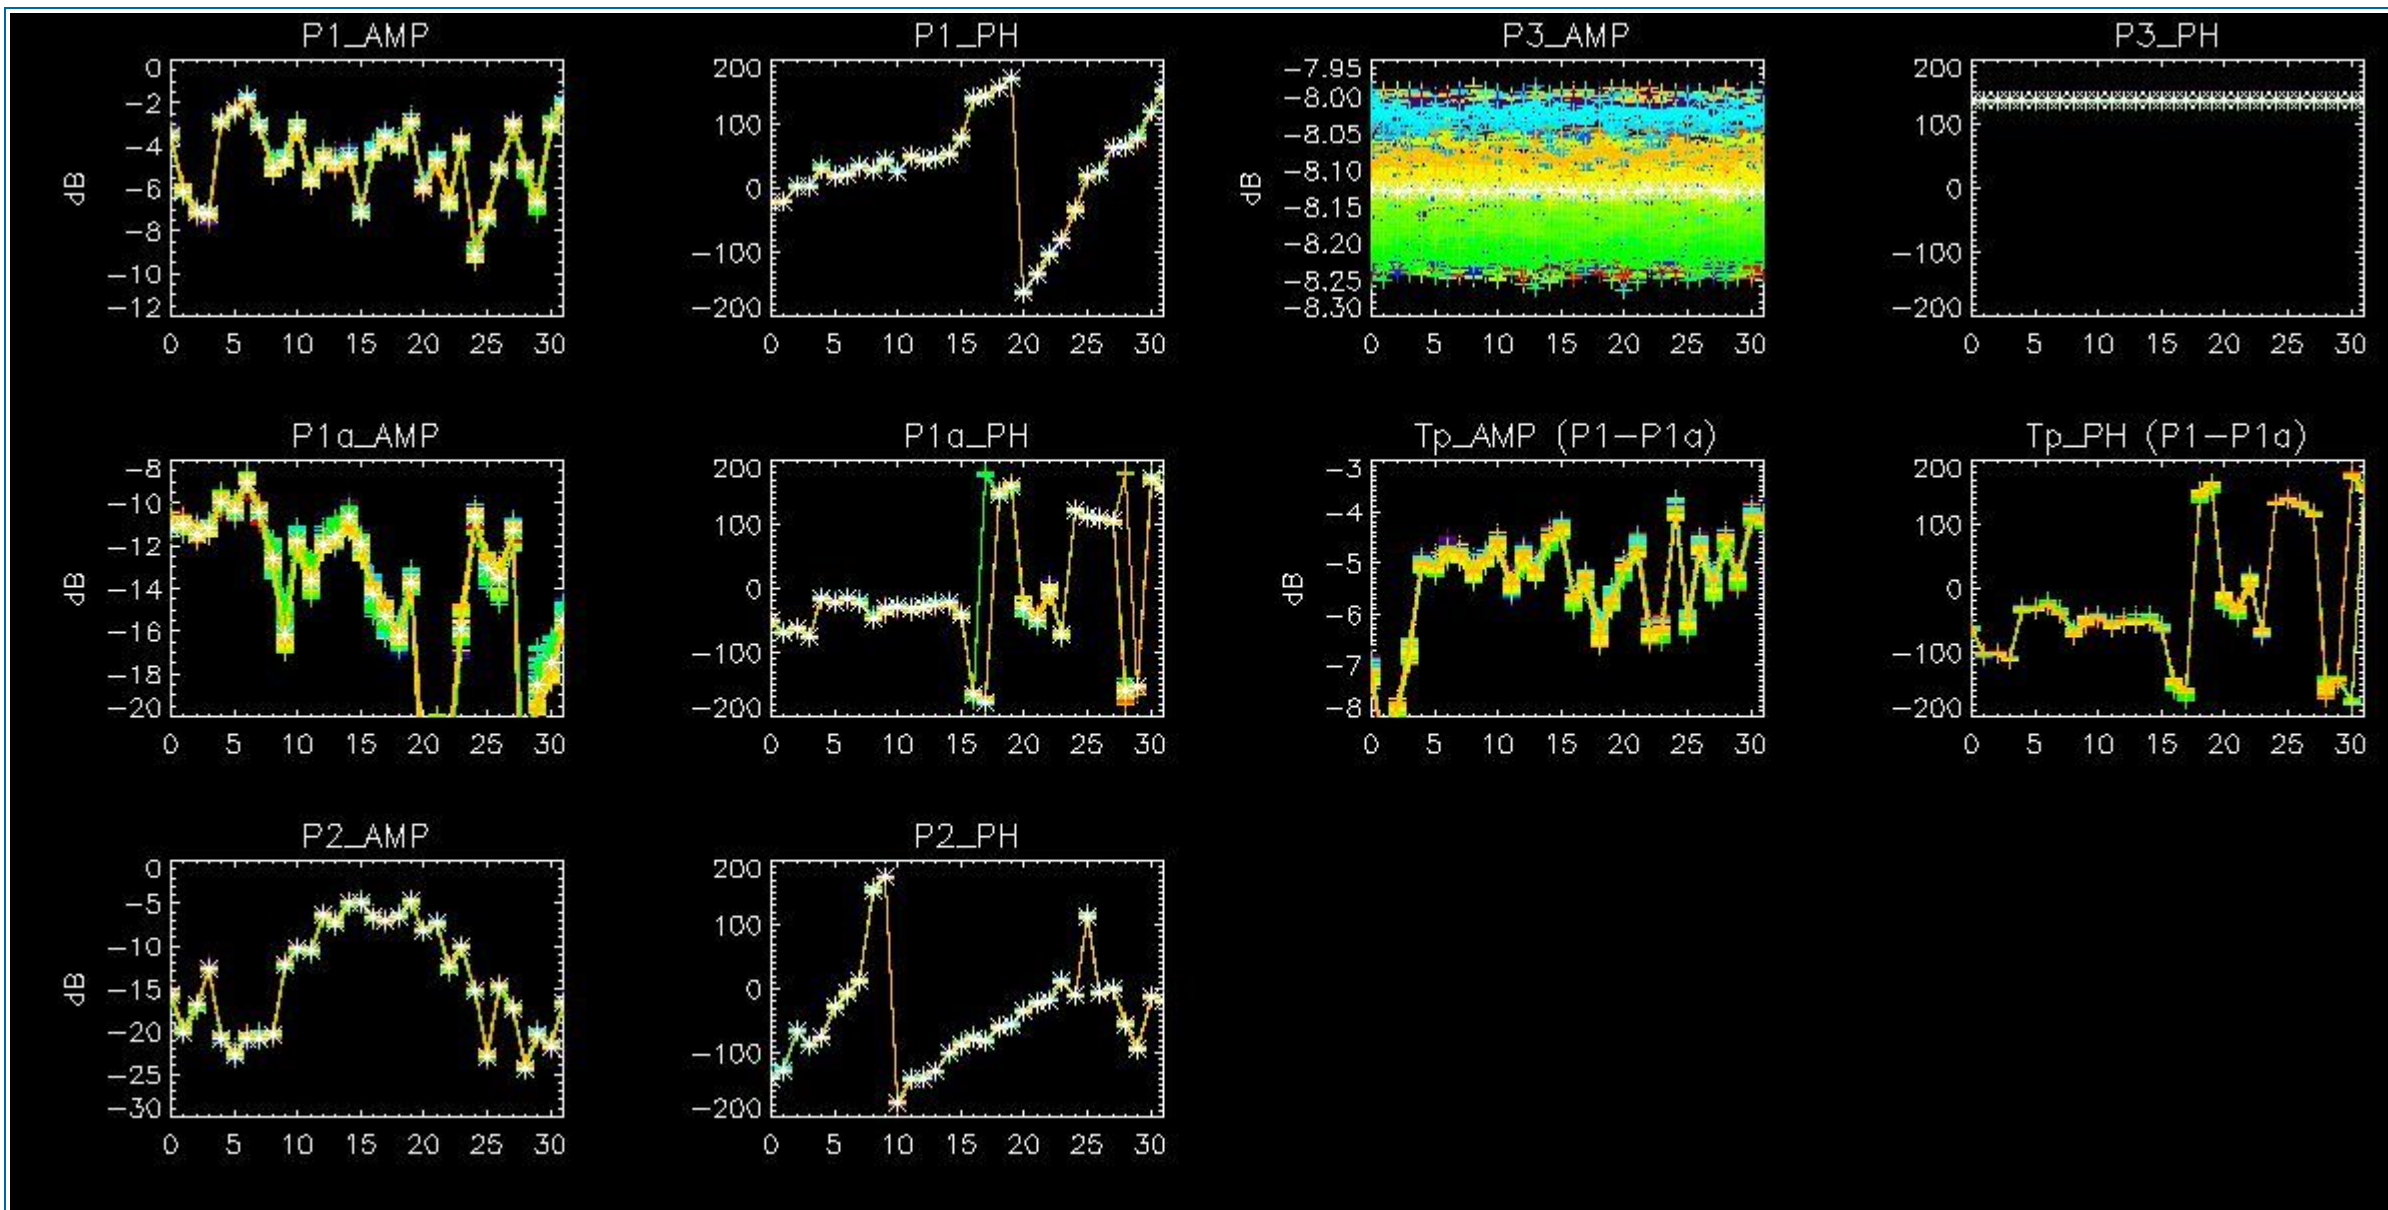 P1_AMP P1_PH P3_AMP P3_PH
0 200 -7.95 200
-2 100 -8.00 100
-4 0 -8.05 0
-6 -100 -8.10 -100
-8 -200 -8.15 -200
-10 -8.20
-12 -8.25
-8.30
dB dB
0 5 10 15 20 25 30 0 5 10 15 20 25 30 0 5 10 15 20 25 30 0 5 10 15 20 25 30
P1a_AMP P1a_PH Tp_AMP (P1-P1a) Tp_PH (P1-P1a)
-8 200 -3 200
-10 100 -4 100
-12 0 -5 0
-14 -100 -6 -100
-16 -200 -7 -200
-18 -8
-20
dB dB
0 5 10 15 20 25 30 0 5 10 15 20 25 30 0 5 10 15 20 25 30 0 5 10 15 20 25 30
P2_AMP P2_PH
0 200
-5 100
-10 0
-15 -100
-20 -200
-25
-30
dB
0 5 10 15 20 25 30 0 5 10 15 20 25 30